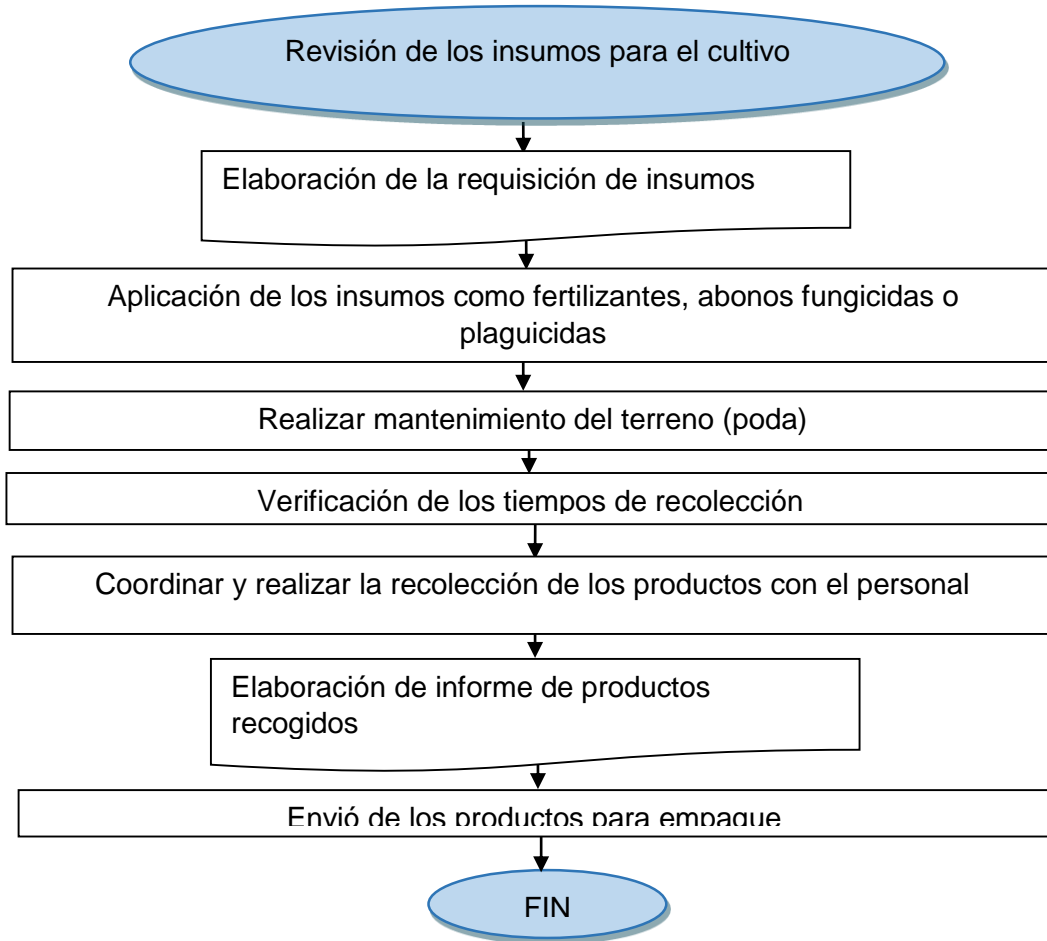 Revisión de los insumos para el cultivo
Elaboración de la requisición de insumos
Aplicación de los insumos como fertilizantes, abonos fungicidas o
plaguicidas
Realizar mantenimiento del terreno (poda)
Verificación de los tiempos de recolección
Coordinar y realizar la recolección de los productos con el personal
Elaboración de informe de productos
recogidos
Envió de los productos para empaque
FIN